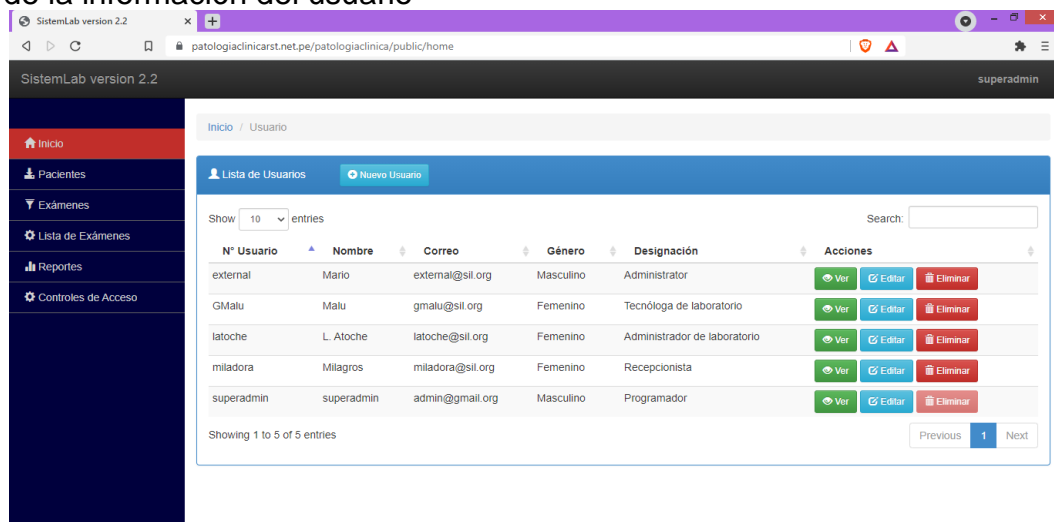 de la información del usuario
SistemLab version 2.2
patologiaclinicarst.net.pe/patologiaclinica/public/home
SistemLab version 2.2 superadmin
Inicio / Usuario
Inicio
Pacientes
Exámenes
Lista de Exámenes
Reportes
Controles de Acceso
Lista de Usuarios Nuevo Usuario
Show 10 entries Search:
N° Usuario Nombre Correo Género Designación Acciones
external Mario external@sil.org Masculino Administrator Ver Editar Eliminar
GMalu Malu gmalu@sil.org Femenino Tecnóloga de laboratorio Ver Editar Eliminar
latoche L. Atoche latoche@sil.org Femenino Administrador de laboratorio Ver Editar Eliminar
miladora Milagros miladora@sil.org Femenino Recepcionista Ver Editar Eliminar
superadmin superadmin admin@gmail.org Masculino Programador Ver Editar Eliminar
Showing 1 to 5 of 5 entries Previous 1 Next